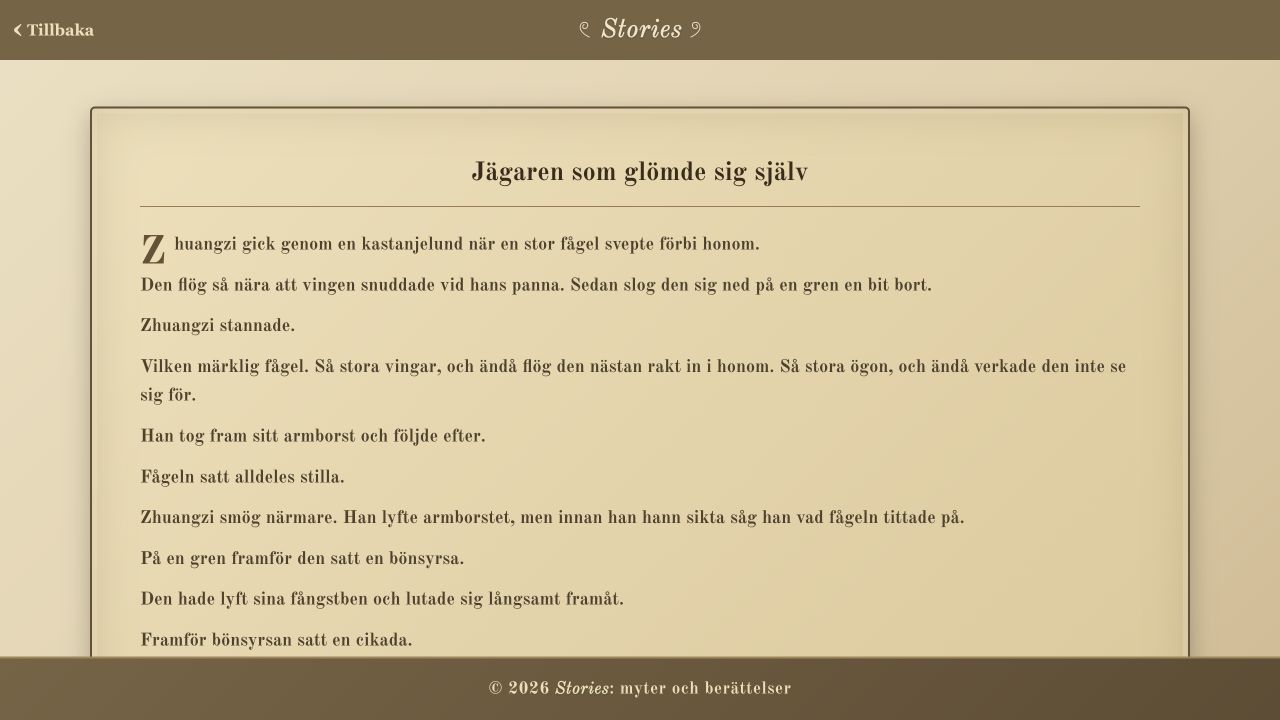 Tillbaka
Stories
Jägaren som glömde sig själv
Zhuangzi gick genom en kastanjelund när en stor fågel svepte förbi honom.
Den flög så nära att vingen snuddade vid hans panna. Sedan slog den sig ned på en gren en bit bort.
Zhuangzi stannade.
Vilken märklig fågel. Så stora vingar, och ändå flög den nästan rakt in i honom. Så stora ögon, och ändå verkade den inte se
sig för.
Han tog fram sitt armborst och följde efter.
Fågeln satt alldeles stilla.
Zhuangzi smög närmare. Han lyfte armborstet, men innan han hann sikta såg han vad fågeln tittade på.
På en gren framför den satt en bönsyrsa.
Den hade lyft sina fångstben och lutade sig långsamt framåt.
Framför bönsyrsan satt en cikada.
© 2026 Stories: myter och berättelser